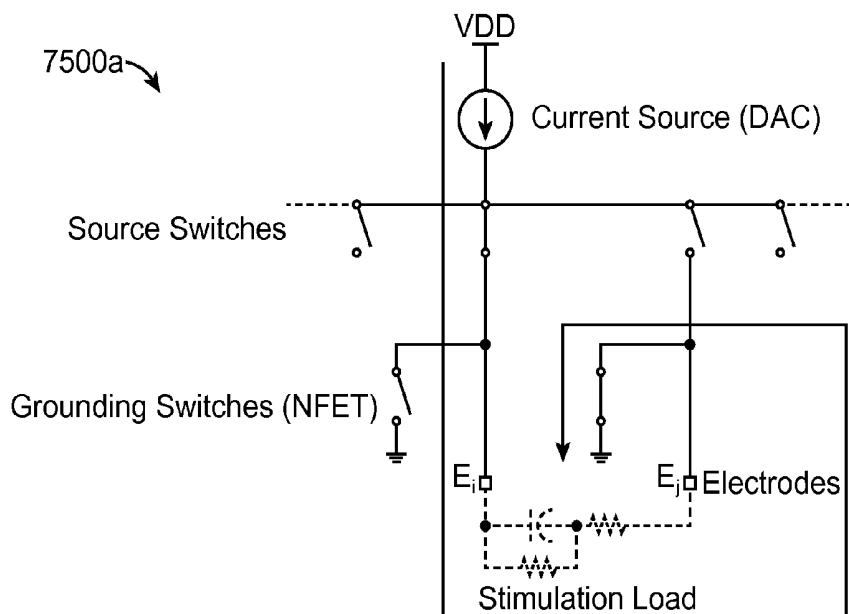 VDD
7500a
Current Source (DAC)
Source Switches
Grounding Switches (NFET)
Ei
Ej Electrodes
Stimulation Load